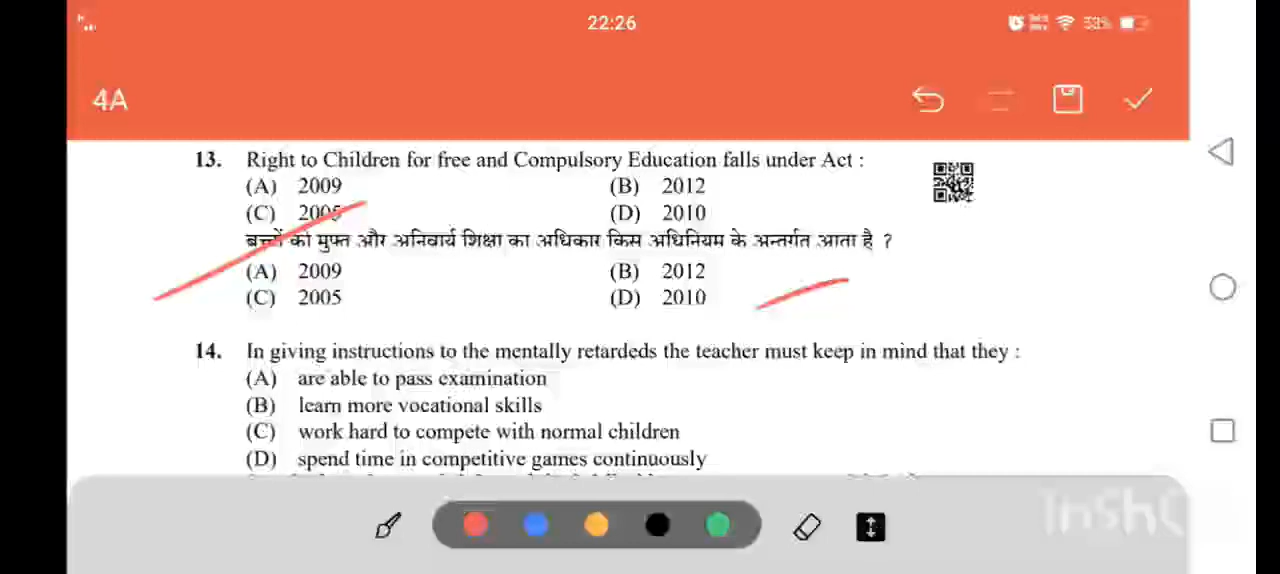 22:26
53%
4A
13. Right to Children for free and Compulsory Education falls under Act :
(A) 2009 (B) 2012
(C) 2005 (D) 2010
बच्चों को मुफ्त और अनिवार्य शिक्षा का अधिकार किस अधिनियम के अन्तर्गत आता है ?
(A) 2009 (B) 2012
(C) 2005 (D) 2010
14. In giving instructions to the mentally retardeds the teacher must keep in mind that they :
(A) are able to pass examination
(B) learn more vocational skills
(C) work hard to compete with normal children
(D) spend time in competitive games continuously
InSh